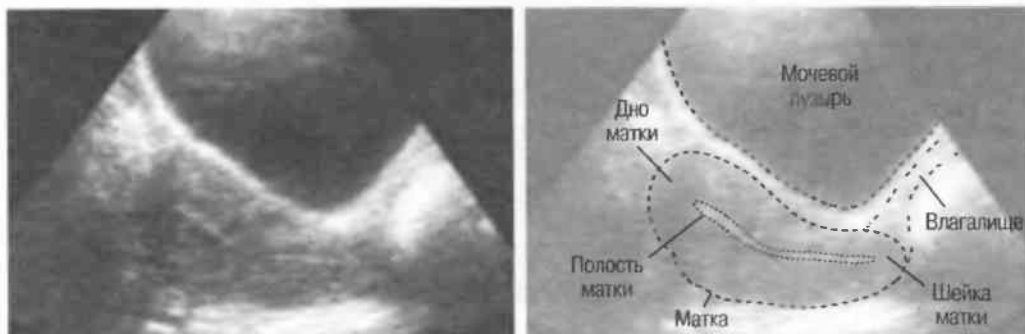 Мочевой
пузырь
Дно
матки
Влагалище
Полость
матки
Шейка
матки
Матка